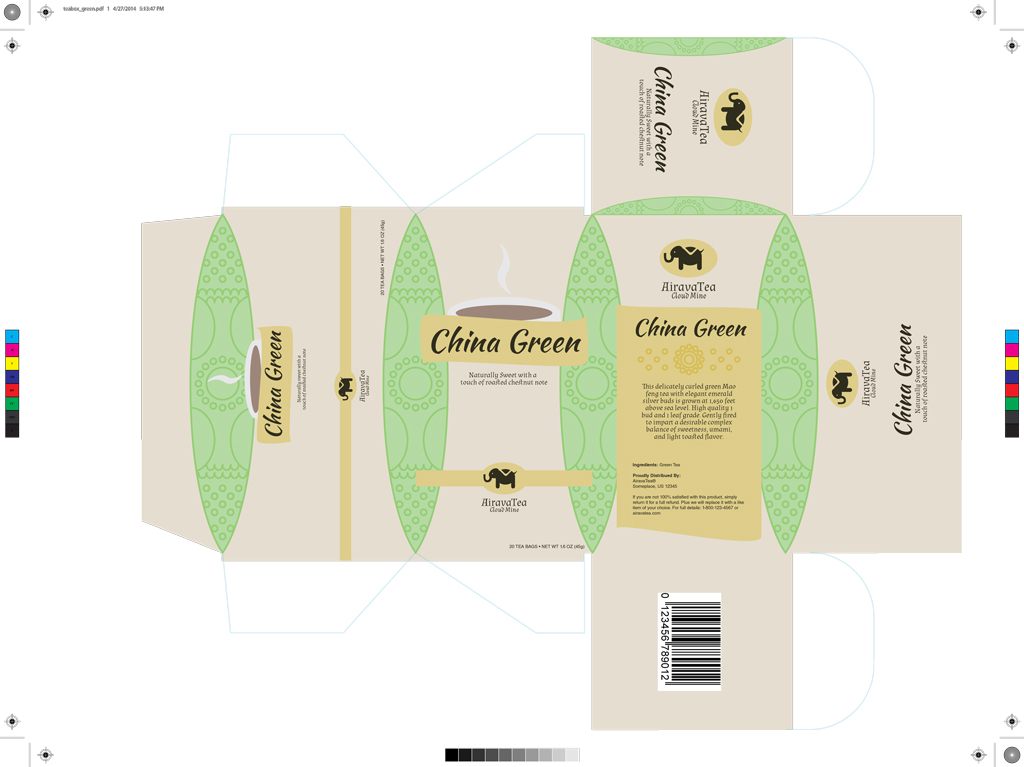 teabox_green.pdf 1 4/27/2014 5:13:47 PM
China Green
Naturally Sweet with a
touch of roasted chestnut note
AiravaTea
Cloud Mine
China Green
Naturally Sweet with a
touch of roasted chestnut note
AiravaTea
Cloud Mine
20 TEA BAGS • NET WT 1.6 OZ (45g)
China Green
Naturally Sweet with a
touch of roasted chestnut note
AiravaTea
Cloud Mine
20 TEA BAGS • NET WT 1.6 OZ (45g)
AiravaTea
Cloud Mine
China Green
This delicately curled green Mao
feng tea with elegant emerald
silver buds is grown at 1,650 feet
above sea level. High quality 1
bud and 1 leaf grade. Gently fired
to impart a desirable complex
balance of sweetness, umami,
and light toasted flavor.
Ingredients: Green Tea
Proudly Distributed By:
AiravaTea®
Someplace, US 12345
If you are not 100% satisfied with this product, simply
return it for a full refund. Plus we will replace it with a like
item of your choice. For full details: 1-800-123-4567 or
airavatea.com
AiravaTea
Cloud Mine
China Green
Naturally Sweet with a
touch of roasted chestnut note
0 123456 789012